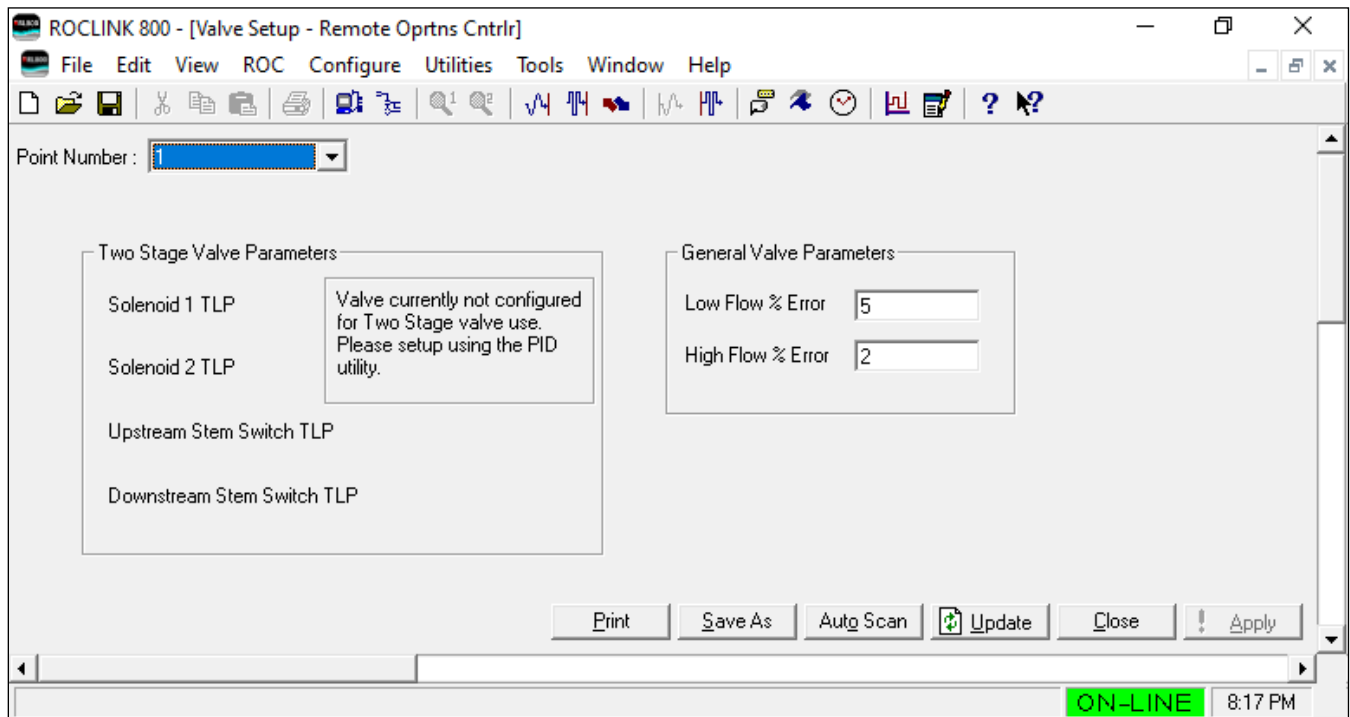 ROCLINK 800 - [Valve Setup - Remote Oprtns Cntrlr]
File Edit View ROC Configure Utilities Tools Window Help
Point Number : 1
Two Stage Valve Parameters
Solenoid 1 TLP
Valve currently not configured
for Two Stage valve use.
Please setup using the PID
utility.
Solenoid 2 TLP
Upstream Stem Switch TLP
Downstream Stem Switch TLP
General Valve Parameters
Low Flow % Error 5
High Flow % Error 2
Print Save As Auto Scan Update Close Apply
ON-LINE 8:17 PM